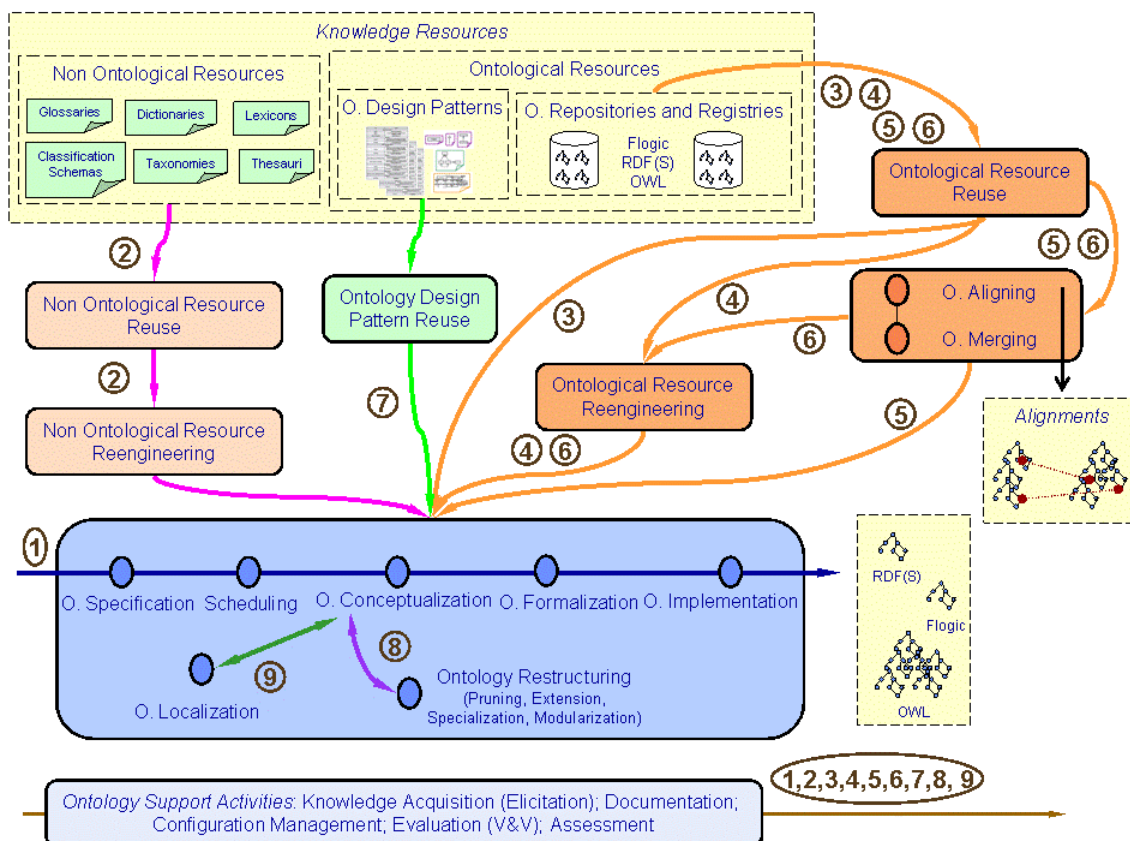 Knowledge Resources
Non Ontological Resources
Glossaries
Dictionaries
Lexicons
Classification
Schemas
Taxonomies
Thesauri
Ontological Resources
O. Design Patterns
O. Repositories and Registries
Flogic
RDF(S)
OWL
3
4
5
6
Ontological Resource
Reuse
5
6
2
Non Ontological Resource
Reuse
2
Non Ontological Resource
Reengineering
Ontology Design
Pattern Reuse
7
3
4
6
O. Aligning
O. Merging
Ontological Resource
Reengineering
4
6
5
Alignments
1
O. Specification
Scheduling
O. Conceptualization
O. Formalization
O. Implementation
9
8
O. Localization
Ontology Restructuring
(Pruning, Extension,
Specialization, Modularization)
RDF(S)
Flogic
OWL
1,2,3,4,5,6,7,8, 9
Ontology Support Activities: Knowledge Acquisition (Elicitation); Documentation;
Configuration Management; Evaluation (V&V); Assessment